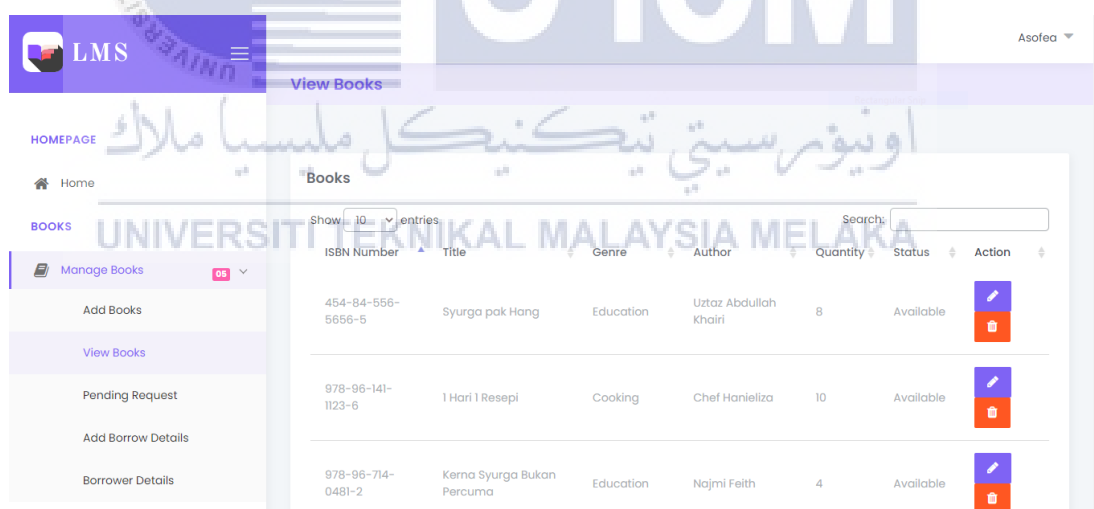 LMS
Asofea
View Books
HOMEPAGE
اونيۏرسيتي تيكنيكل مليسيا ملاك
Home
Books
BOOKS
UNIVERSITI TEKNIKAL MALAYSIA MELAKA
Show 10 entries
Search:
ISBN Number Title Genre Author Quantity Status Action
Manage Books 05
Add Books
454-84-556-5656-5 Syurga pak Hang Education Uztaz Abdullah Khairi 8 Available
View Books
978-96-141-1123-6 1 Hari 1 Resepi Cooking Chef Hanieliza 10 Available
Pending Request
Add Borrow Details
978-96-714-0481-2 Kerna Syurga Bukan Percuma Education Najmi Feith 4 Available
Borrower Details